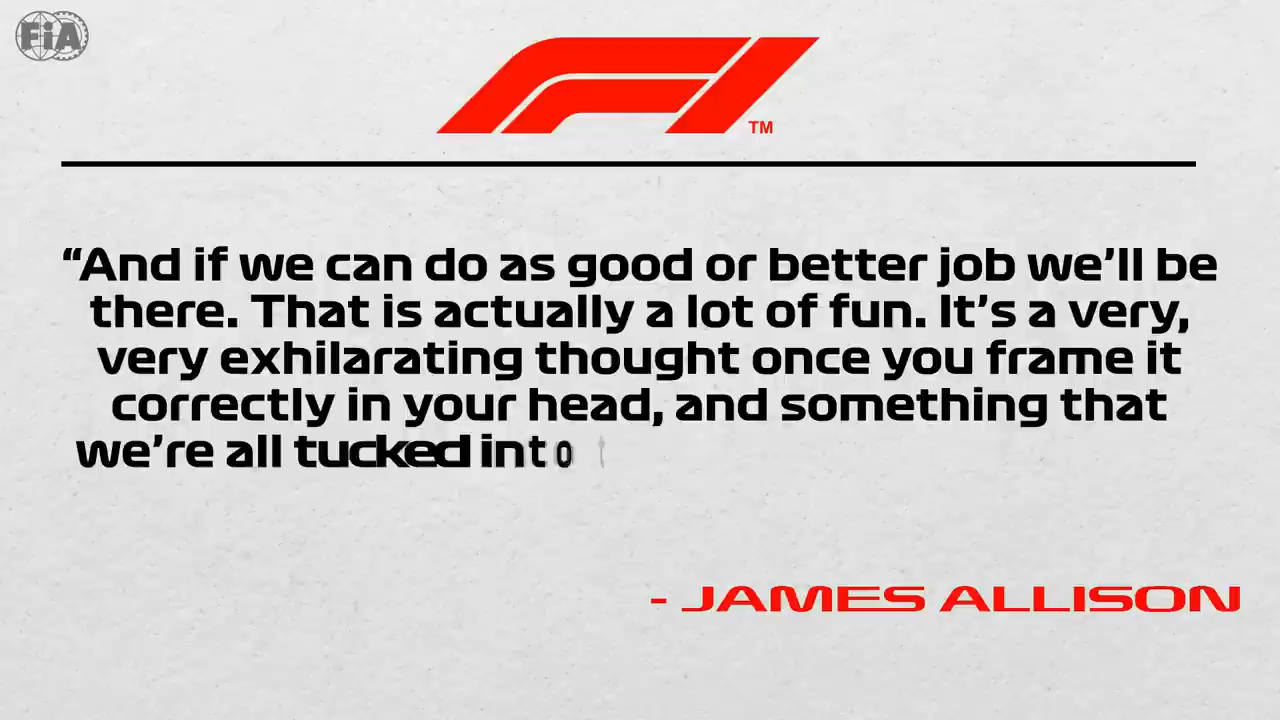 FiA
F1
TM
“And if we can do as good or better job we’ll be
there. That is actually a lot of fun. It’s a very,
very exhilarating thought once you frame it
correctly in your head, and something that
we’re all tucked into
- JAMES ALLISON